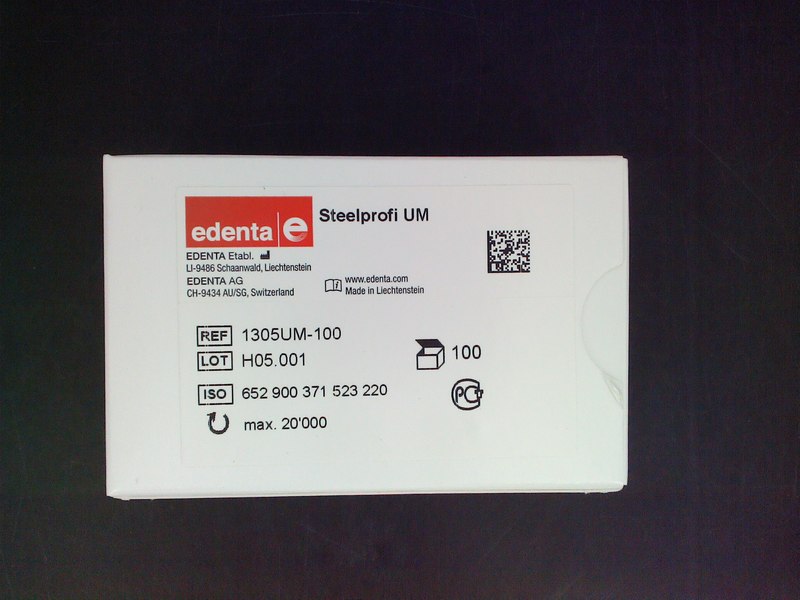 edenta e
Steelprofi UM
EDENTA Etabl.
LI-9486 Schaanwald, Liechtenstein
EDENTA AG
CH-9434 AU/SG, Switzerland
www.edenta.com
Made in Liechtenstein
REF 1305UM-100
LOT H05.001
100
ISO 652 900 371 523 220
PCT
max. 20'000